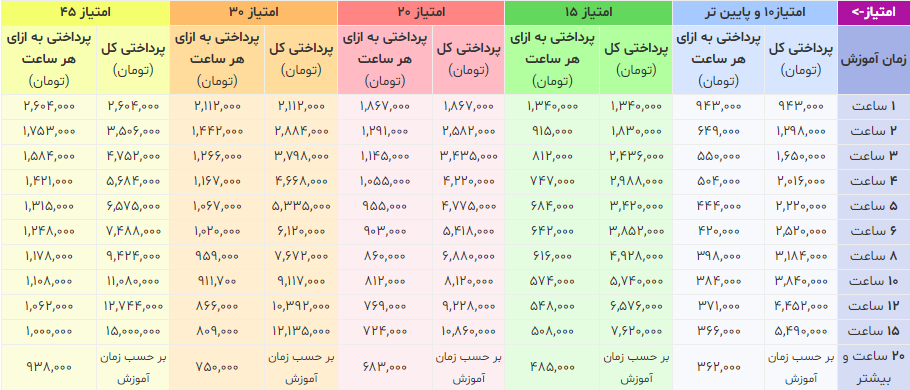 امتیاز-> امتیاز۱۰ و پایین تر امتیاز ۱۵ امتیاز ۲۰ امتیاز ۳۰ امتیاز ۴۵
زمان آموزش پرداختی کل (تومان) پرداختی به ازای هر ساعت (تومان) پرداختی کل (تومان) پرداختی به ازای هر ساعت (تومان) پرداختی کل (تومان) پرداختی به ازای هر ساعت (تومان) پرداختی کل (تومان) پرداختی به ازای هر ساعت (تومان) پرداختی کل (تومان) پرداختی به ازای هر ساعت (تومان)
۱ ساعت ۹۴۳,۰۰۰ ۹۴۳,۰۰۰ ۱,۳۴۰,۰۰۰ ۱,۳۴۰,۰۰۰ ۱,۸۶۷,۰۰۰ ۱,۸۶۷,۰۰۰ ۲,۱۱۲,۰۰۰ ۲,۱۱۲,۰۰۰ ۲,۶۰۴,۰۰۰ ۲,۶۰۴,۰۰۰
۲ ساعت ۱,۲۹۸,۰۰۰ ۶۴۹,۰۰۰ ۱,۸۳۰,۰۰۰ ۹۱۵,۰۰۰ ۲,۵۸۲,۰۰۰ ۱,۲۹۱,۰۰۰ ۲,۸۸۴,۰۰۰ ۱,۴۴۲,۰۰۰ ۳,۵۰۶,۰۰۰ ۱,۷۵۳,۰۰۰
۳ ساعت ۱,۶۵۰,۰۰۰ ۵۵۰,۰۰۰ ۲,۴۳۶,۰۰۰ ۸۱۲,۰۰۰ ۳,۴۳۵,۰۰۰ ۱,۱۴۵,۰۰۰ ۳,۷۹۸,۰۰۰ ۱,۲۶۶,۰۰۰ ۴,۷۵۲,۰۰۰ ۱,۵۸۴,۰۰۰
۴ ساعت ۲,۰۱۶,۰۰۰ ۵۰۴,۰۰۰ ۲,۹۸۸,۰۰۰ ۷۴۷,۰۰۰ ۴,۲۲۰,۰۰۰ ۱,۰۵۵,۰۰۰ ۴,۶۶۸,۰۰۰ ۱,۱۶۷,۰۰۰ ۵,۶۸۴,۰۰۰ ۱,۴۲۱,۰۰۰
۵ ساعت ۲,۲۲۰,۰۰۰ ۴۴۴,۰۰۰ ۳,۴۲۰,۰۰۰ ۶۸۴,۰۰۰ ۴,۷۷۵,۰۰۰ ۹۵۵,۰۰۰ ۵,۳۳۵,۰۰۰ ۱,۰۶۷,۰۰۰ ۶,۵۷۵,۰۰۰ ۱,۳۱۵,۰۰۰
۶ ساعت ۲,۵۲۰,۰۰۰ ۴۲۰,۰۰۰ ۳,۸۵۲,۰۰۰ ۶۴۲,۰۰۰ ۵,۴۱۸,۰۰۰ ۹۰۳,۰۰۰ ۶,۱۲۰,۰۰۰ ۱,۰۲۰,۰۰۰ ۷,۴۸۸,۰۰۰ ۱,۲۴۸,۰۰۰
۸ ساعت ۳,۱۸۴,۰۰۰ ۳۹۸,۰۰۰ ۴,۹۲۸,۰۰۰ ۶۱۶,۰۰۰ ۶,۸۸۰,۰۰۰ ۸۶۰,۰۰۰ ۷,۶۷۲,۰۰۰ ۹۵۹,۰۰۰ ۹,۴۲۴,۰۰۰ ۱,۱۷۸,۰۰۰
۱۰ ساعت ۳,۸۴۰,۰۰۰ ۳۸۴,۰۰۰ ۵,۷۴۰,۰۰۰ ۵۷۴,۰۰۰ ۸,۱۲۰,۰۰۰ ۸۱۲,۰۰۰ ۹,۱۱۷,۰۰۰ ۹۱۱,۷۰۰ ۱۱,۰۸۰,۰۰۰ ۱,۱۰۸,۰۰۰
۱۲ ساعت ۴,۴۵۲,۰۰۰ ۳۷۱,۰۰۰ ۶,۵۷۶,۰۰۰ ۵۴۸,۰۰۰ ۹,۲۲۸,۰۰۰ ۷۶۹,۰۰۰ ۱۰,۳۹۲,۰۰۰ ۸۶۶,۰۰۰ ۱۲,۷۴۴,۰۰۰ ۱,۰۶۲,۰۰۰
۱۵ ساعت ۵,۴۹۰,۰۰۰ ۳۶۶,۰۰۰ ۷,۶۲۰,۰۰۰ ۵۰۸,۰۰۰ ۱۰,۸۶۰,۰۰۰ ۷۲۴,۰۰۰ ۱۲,۱۳۵,۰۰۰ ۸۰۹,۰۰۰ ۱۵,۰۰۰,۰۰۰ ۱,۰۰۰,۰۰۰
۲۰ ساعت و بیشتر بر حسب زمان آموزش ۳۶۲,۰۰۰ بر حسب زمان آموزش ۴۸۵,۰۰۰ بر حسب زمان آموزش ۶۸۳,۰۰۰ بر حسب زمان آموزش ۷۵۰,۰۰۰ بر حسب زمان آموزش ۹۳۸,۰۰۰